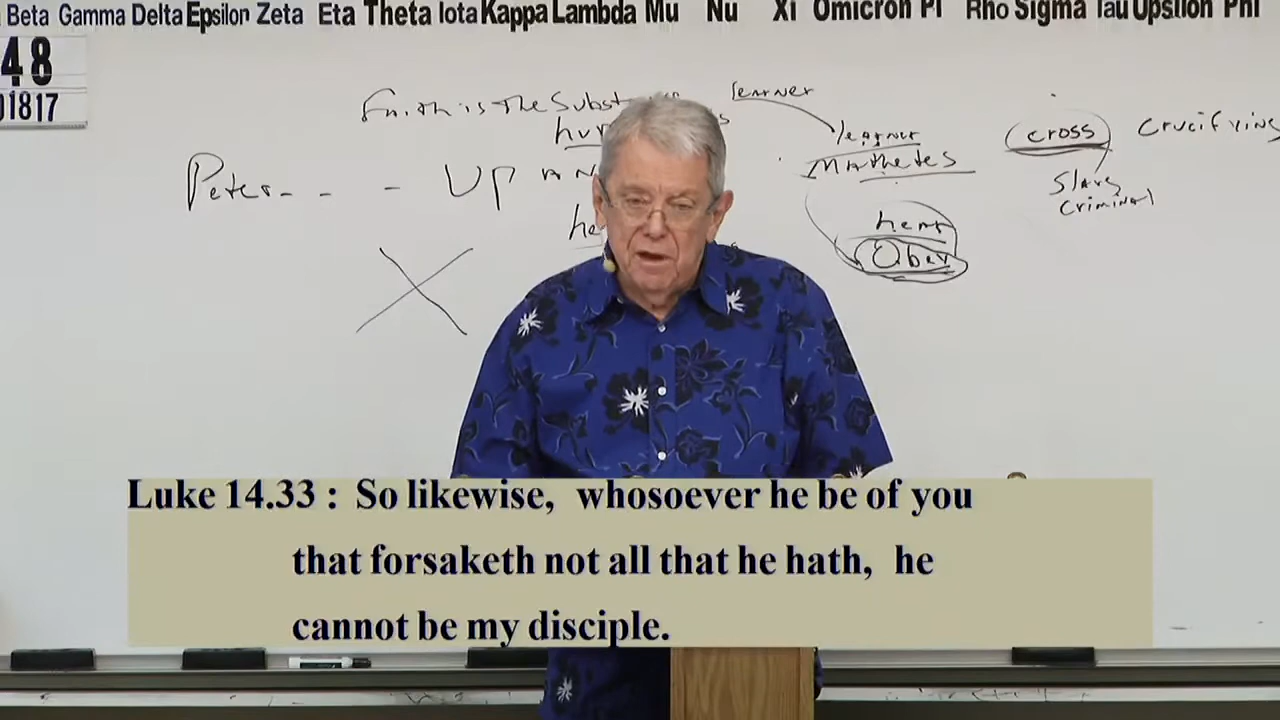 Beta Gamma Delta Epsilon Zeta Eta Theta Iota Kappa Lambda Mu Nu Xi Omicron Pi Rho Sigma Tau Upsilon Phi
48
01817
Faith is The Subst
learner
learner
Mathetes
cross
crucifying
Slave
criminal
Peter - - - Up AN
hear
Obey
Luke 14.33 : So likewise, whosoever he be of you
that forsaketh not all that he hath, he
cannot be my disciple.